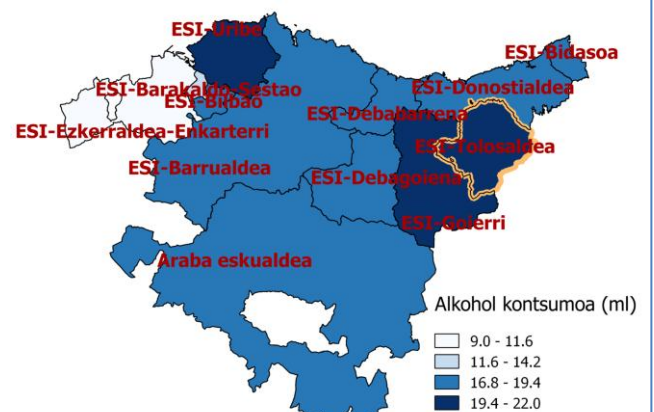 ESI-Uribe
ESI-Bidasoa
ESI-Barakaldo-Sestao
ESI-Donostialdea
ESI-Bilbao
ESI-Debabarrena
ESI-Ezkerraldea-Enkarterri
ESI-Tolosaldea
ESI-Barrualdea
ESI-Debagoiena
ESI-Goierri
Araba eskualdea
Alkohol kontsumoa (ml)
9.0 - 11.6
11.6 - 14.2
16.8 - 19.4
19.4 - 22.0